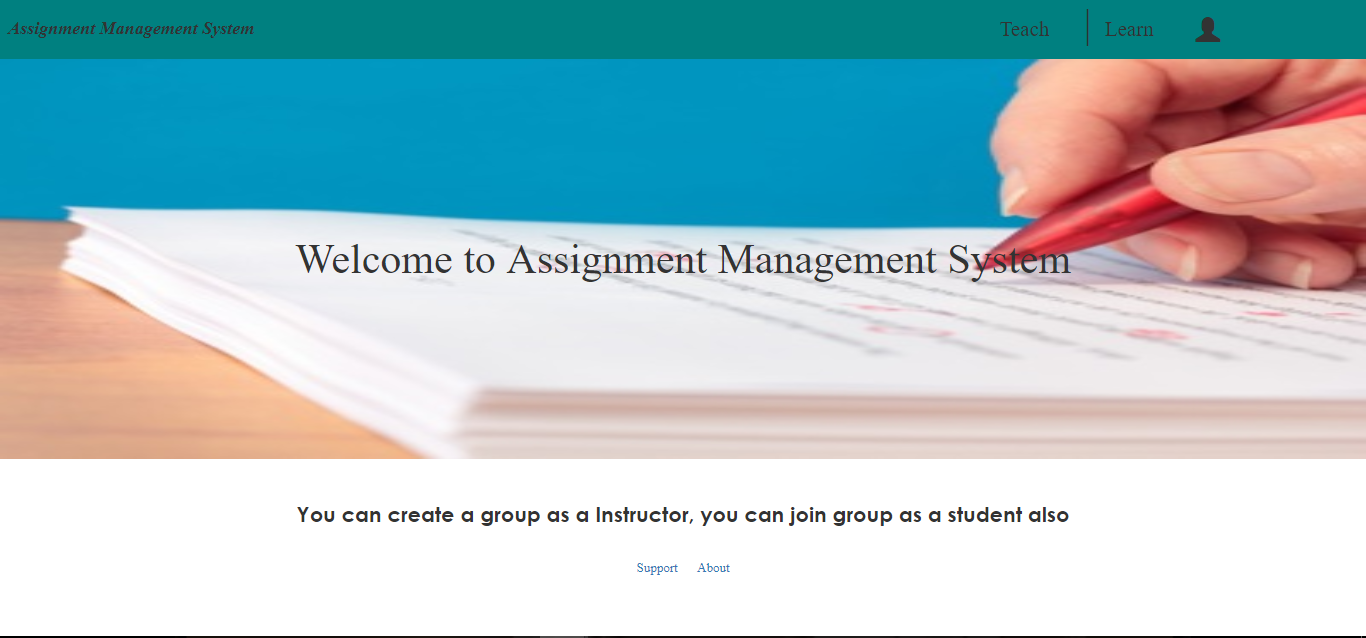 Assignment Management System
Teach
Learn
Welcome to Assignment Management System
You can create a group as a Instructor, you can join group as a student also
Support
About